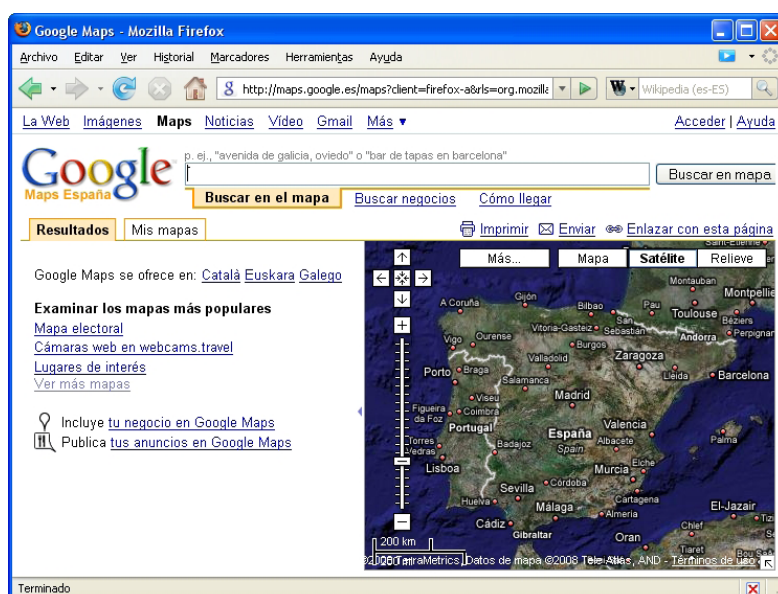 Google Maps - Mozilla Firefox
Archivo Editar Ver Historial Marcadores Herramientas Ayuda
http://maps.google.es/maps?client=firefox-a&rls=org.mozilla
Wikipedia (es-ES)
La Web Imágenes Maps Noticias Vídeo Gmail Más ▼ Acceder | Ayuda
p. ej., "avenida de galicia, oviedo" o "bar de tapas en barcelona"
Google
Maps España
Buscar en mapa
Buscar en el mapa Buscar negocios Cómo llegar
Resultados Mis mapas
Imprimir Enviar Enlazar con esta página
Google Maps se ofrece en: Català Euskara Galego
Examinar los mapas más populares
Mapa electoral
Cámaras web en webcams.travel
Lugares de interés
Ver más mapas
Incluye tu negocio en Google Maps
Publica tus anuncios en Google Maps
Más... Mapa Satélite Relieve
Saint-Etienne
Montauban
Montpellie
A Coruña Gijón Bilbao Pau Toulouse Béziers
San Sebastián
Vitoria-Gasteiz
Andorra Perpignan
Vigo Ourense Burgos
Valladolid Zaragoza
Porto Braga Lleida Barcelona
Salamanca
Viseu Madrid
Figueira da Foz Coimbra
Portugal Valencia
España Palma
Spain Albacete
Torres Vedras Badajoz
Lisboa Elche
Murcia
Córdoba
Sevilla
Huelva Cartagena
Málaga Almeria El-Jazair
Cádiz
Gibraltar Oran Chlef
Tiaret
200 km
TerraMetrics, Datos de mapa ©2008 Tele Atlas, AND - Términos de uso
Terminado